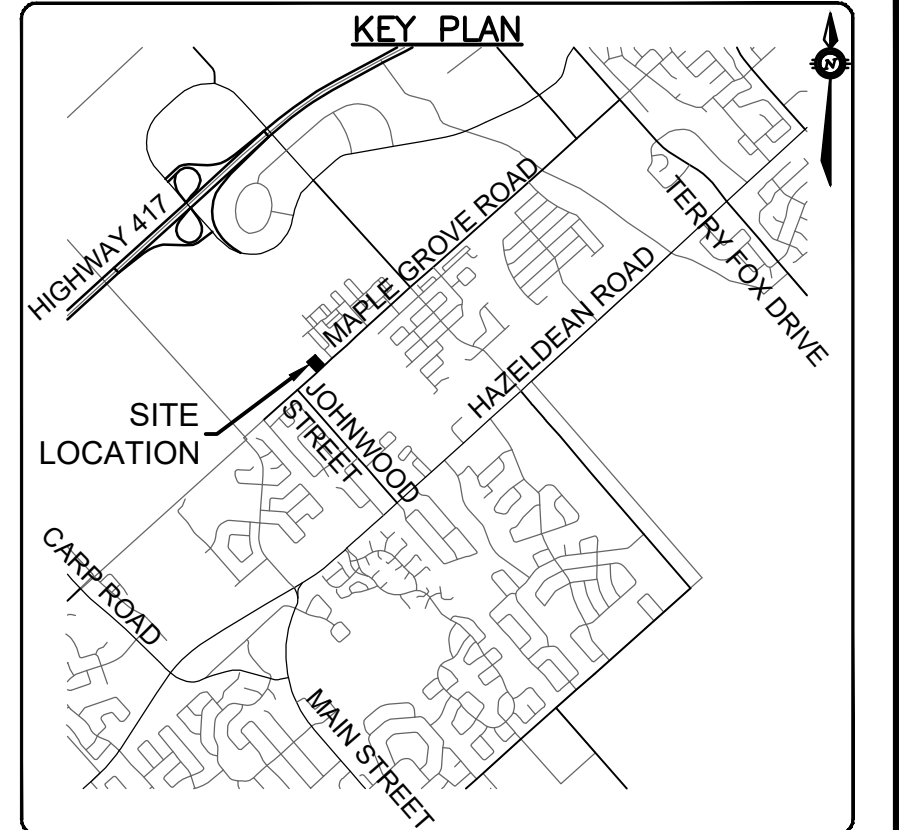 KEY PLAN
N
HIGHWAY 417
MAPLE GROVE ROAD
TERRY FOX DRIVE
HAZELDEAN ROAD
SITE
LOCATION
JOHNWOOD
STREET
CARP ROAD
MAIN STREET